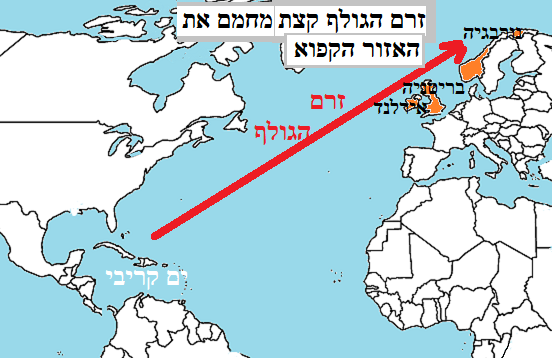 זרם הגולף קצת מחמם את
האזור הקפוא
נורבגיה
בריטניה
אירלנד
זרם
הגולף
ים קריבי